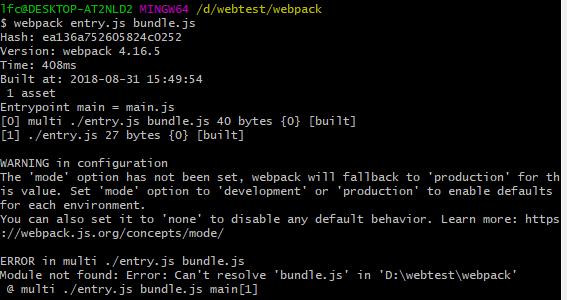 lfc@DESKTOP-AT2NLD2 MINGW64 /d/webtest/webpack
$ webpack entry.js bundle.js
Hash: ea136a752605824c0252
Version: webpack 4.16.5
Time: 408ms
Built at: 2018-08-31 15:49:54
 1 asset
Entrypoint main = main.js
[0] multi ./entry.js bundle.js 40 bytes {0} [built]
[1] ./entry.js 27 bytes {0} [built]

WARNING in configuration
The 'mode' option has not been set, webpack will fallback to 'production' for th
is value. Set 'mode' option to 'development' or 'production' to enable defaults
for each environment.
You can also set it to 'none' to disable any default behavior. Learn more: https
://webpack.js.org/concepts/mode/

ERROR in multi ./entry.js bundle.js
Module not found: Error: Can't resolve 'bundle.js' in 'D:\webtest\webpack'
 @ multi ./entry.js bundle.js main[1]